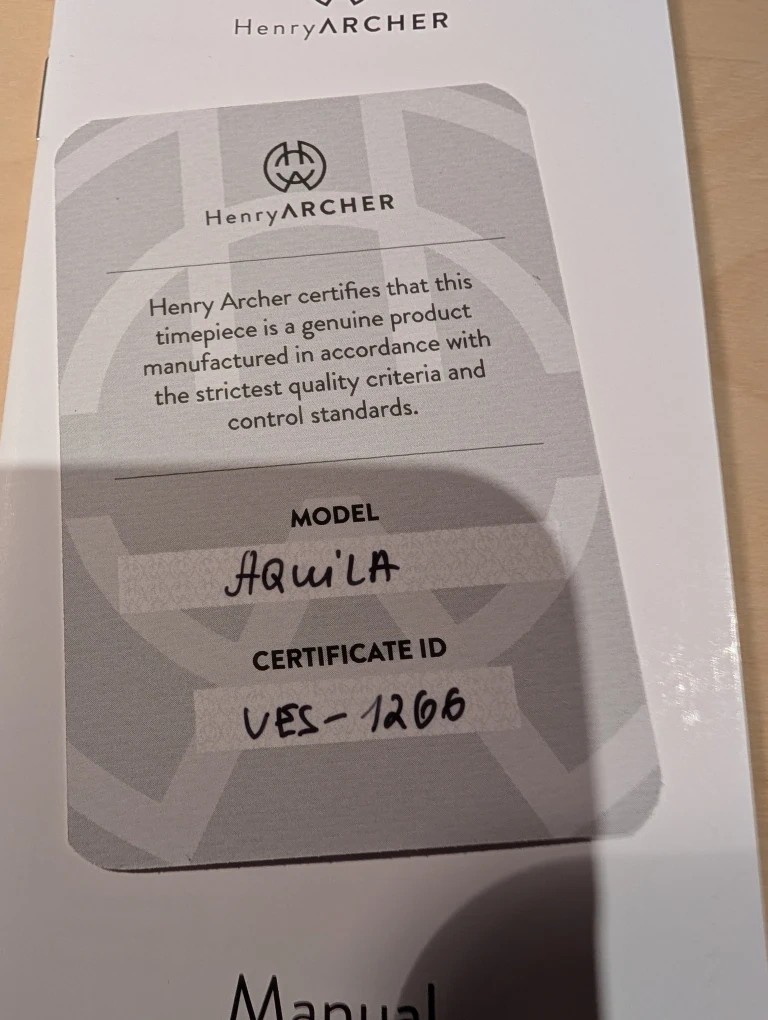 HenryARCHER
HenryARCHER
Henry Archer certifies that this
timepiece is a genuine product
manufactured in accordance with
the strictest quality criteria and
control standards.
MODEL
AQUiLA
CERTIFICATE ID
VES-1266
Manual